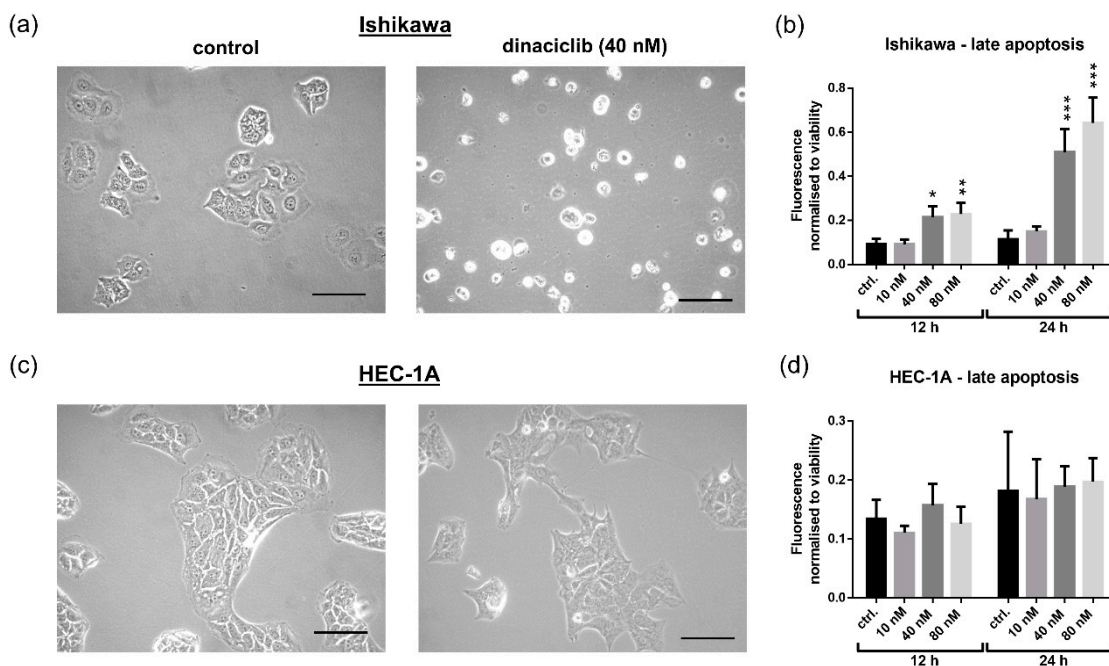 (a)
Ishikawa
control
dinaciclib (40 nM)
(b)
Ishikawa - late apoptosis
Fluorescence
normalised to viability
0.8
0.6
0.4
0.2
0.0
* ** *** ***
ctrl. 10 nM 40 nM 80 nM ctrl. 10 nM 40 nM 80 nM
12 h 24 h
(c)
HEC-1A
(d)
HEC-1A - late apoptosis
Fluorescence
normalised to viability
0.3
0.2
0.1
0.0
ctrl. 10 nM 40 nM 80 nM ctrl. 10 nM 40 nM 80 nM
12 h 24 h